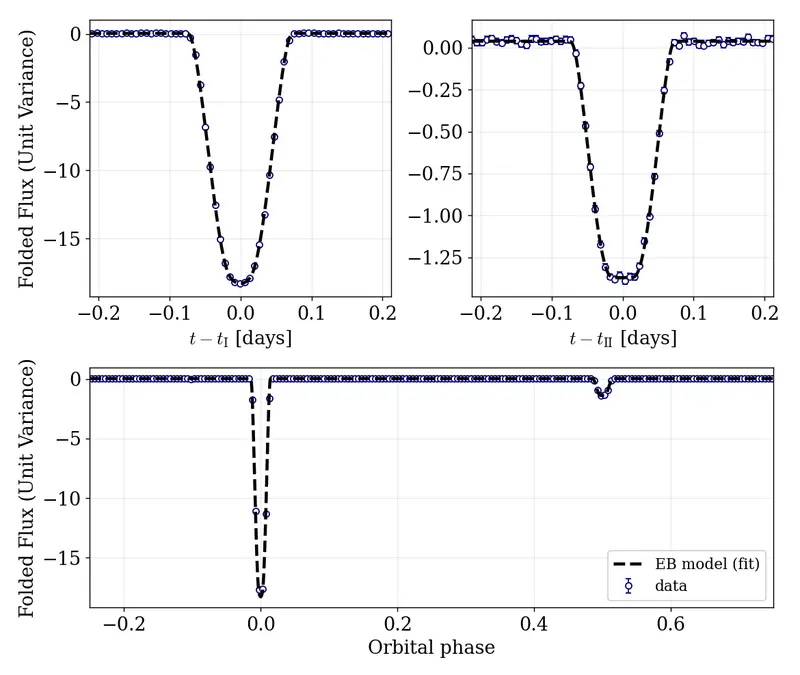 Folded Flux (Unit Variance)
0
−5
−10
−15
−0.2 −0.1 0.0 0.1 0.2
t − tI [days]
0.00
−0.25
−0.50
−0.75
−1.00
−1.25
−0.2 −0.1 0.0 0.1 0.2
t − tII [days]
Folded Flux (Unit Variance)
0
−5
−10
−15
−0.2 0.0 0.2 0.4 0.6
Orbital phase
EB model (fit)
data